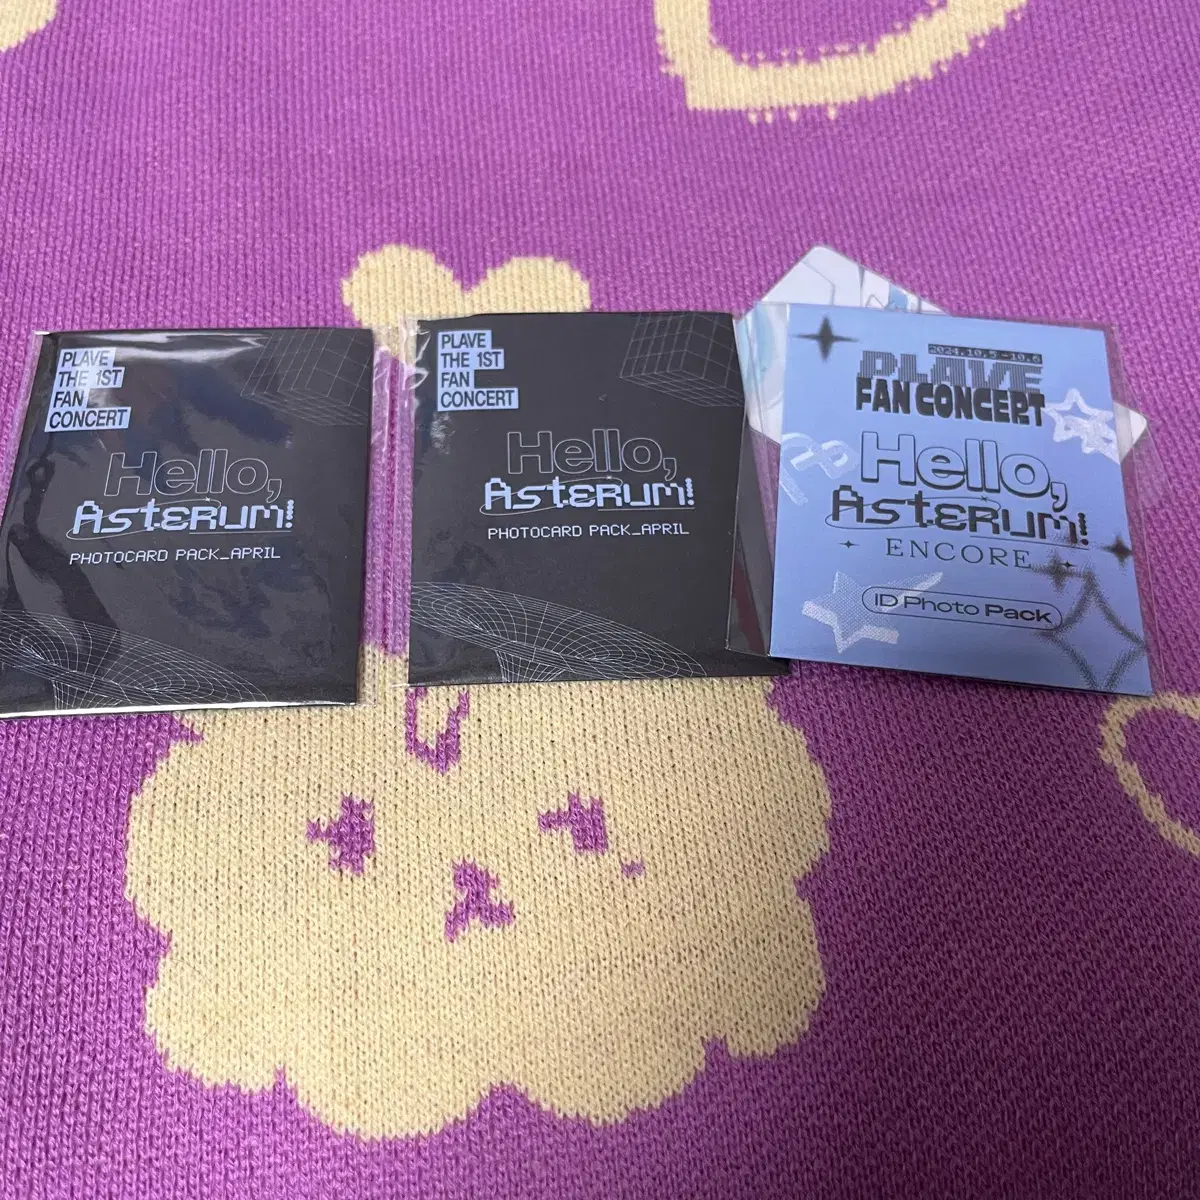 PLAVE
THE 1ST
FAN
CONCERT
Hello,
Asterum!
PHOTOCARD PACK_APRIL
PLAVE
THE 1ST
FAN
CONCERT
Hello,
Asterum!
PHOTOCARD PACK_APRIL
2024.10.5-10.6
PLAVE
FAN CONCERT
Hello,
Asterum!
ENCORE
ID Photo Pack